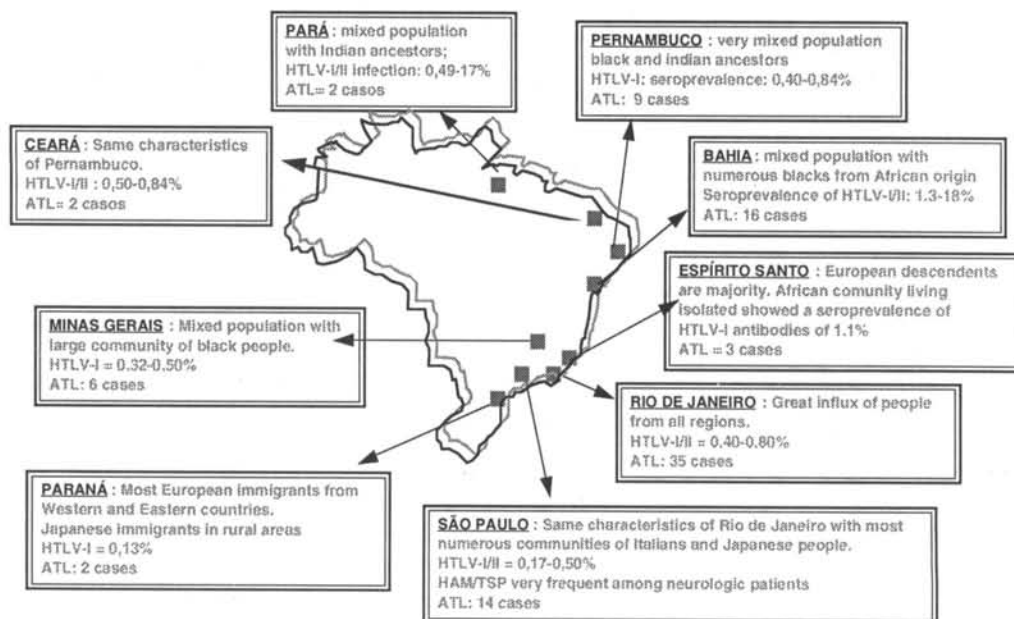 PARÁ : mixed population
with Indian ancestors;
HTLV-I/II infection: 0,49-17%
ATL= 2 casos
PERNAMBUCO : very mixed population
black and indian ancestors
HTLV-I: seroprevalence: 0,40-0,84%
ATL: 9 cases
CEARÁ : Same characteristics
of Pernambuco.
HTLV-I/II : 0,50-0,84%
ATL= 2 casos
BAHIA : mixed population with
numerous blacks from African origin
Seroprevalence of HTLV-I/II: 1.3-18%
ATL: 16 cases
ESPÍRITO SANTO : European descendents
are majority. African comunity living
isolated showed a seroprevalence of
HTLV-I antibodies of 1.1%
ATL = 3 cases
MINAS GERAIS : Mixed population with
large community of black people.
HTLV-I = 0.32-0.50%
ATL: 6 cases
RIO DE JANEIRO : Great influx of people
from all regions.
HTLV-I/II = 0,40-0,80%
ATL: 35 cases
PARANÁ : Most European immigrants from
Western and Eastern countries.
Japanese immigrants in rural areas
HTLV-I = 0,13%
ATL: 2 cases
SÃO PAULO : Same characteristics of Rio de Janeiro with most
numerous communities of Italians and Japanese people.
HTLV-I/II = 0,17-0,50%
HAM/TSP very frequent among neurologic patients
ATL: 14 cases